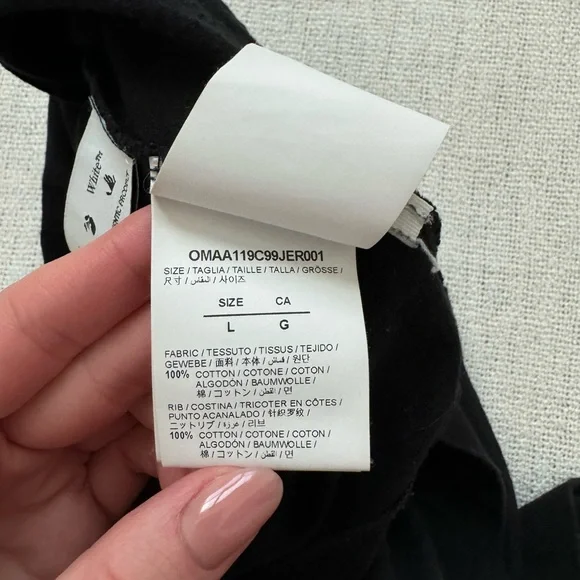 White™
OMAA119C99JER001
SIZE / TAGLIA / TAILLE / TALLA / GRÖSSE /
尺寸 / المقاس / 사이즈
SIZE CA
L G
FABRIC / TESSUTO / TISSUS / TEJIDO /
GEWEBE / 面料 / 本体 / قماش / 원단
100% COTTON / COTONE / COTON /
ALGODÓN / BAUMWOLLE /
棉 / コットン / القطن / 면
RIB / COSTINA / TRICOTER EN CÔTES /
PUNTO ACANALADO / 针织罗纹 /
ニットリブ / 리브
100% COTTON / COTONE / COTON /
ALGODÓN / BAUMWOLLE /
棉 / コットン / القطن / 면